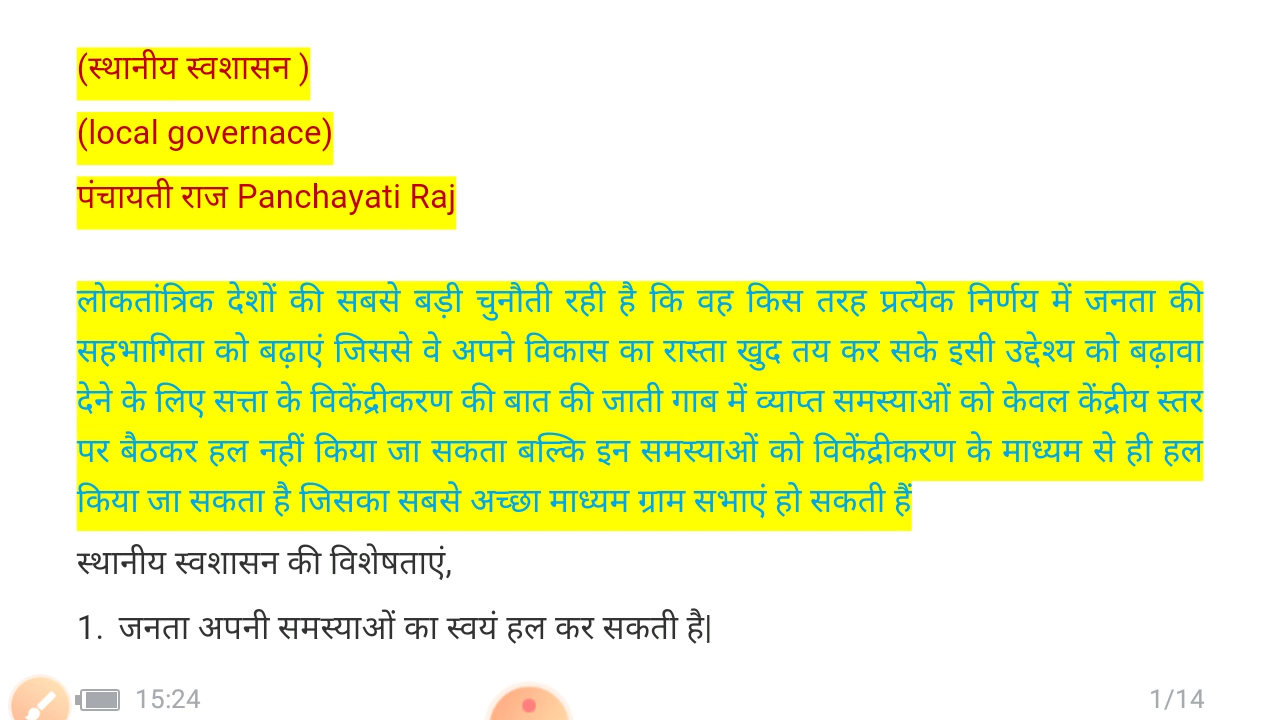 (स्थानीय स्वशासन )
(local governace)
पंचायती राज Panchayati Raj
लोकतांत्रिक देशों की सबसे बड़ी चुनौती रही है कि वह किस तरह प्रत्येक निर्णय में जनता की
सहभागिता को बढ़ाएं जिससे वे अपने विकास का रास्ता खुद तय कर सके इसी उद्देश्य को बढ़ावा
देने के लिए सत्ता के विकेंद्रीकरण की बात की जाती गाब में व्याप्त समस्याओं को केवल केंद्रीय स्तर
पर बैठकर हल नहीं किया जा सकता बल्कि इन समस्याओं को विकेंद्रीकरण के माध्यम से ही हल
किया जा सकता है जिसका सबसे अच्छा माध्यम ग्राम सभाएं हो सकती हैं
स्थानीय स्वशासन की विशेषताएं,
1. जनता अपनी समस्याओं का स्वयं हल कर सकती है|
15:24 1/14